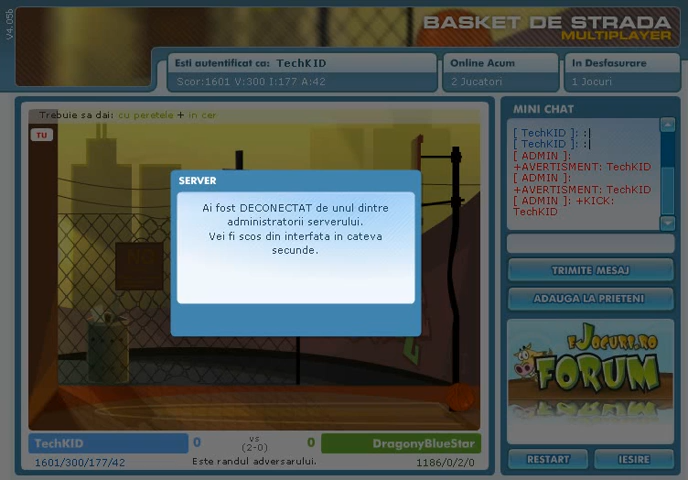 V4.05b
BASKET DE STRADA
MULTIPLAYER
Esti autentificat ca: TechKID
Scor:1601 V:300 I:177 A:42
Online Acum
2 Jucatori
In Desfasurare
1 Jocuri
Trebuie sa dai: cu peretele + in cer
TU
SERVER
Ai fost DECONECTAT de unul dintre
administratorii serverului.
Vei fi scos din interfata in cateva
secunde.
MINI CHAT
[ TechKID ]: :|
[ TechKID ]: :|
[ ADMIN ]:
+AVERTISMENT: TechKID
[ ADMIN ]:
+AVERTISMENT: TechKID
[ ADMIN ]: +KICK:
TechKID
TRIMITE MESAJ
ADAUGA LA PRIETENI
eJocuri.ro
FORUM
RESTART
IESIRE
TechKID
0
vs
(2-0)
0
DragonyBlueStar
1601/300/177/42
Este randul adversarului.
1186/0/2/0